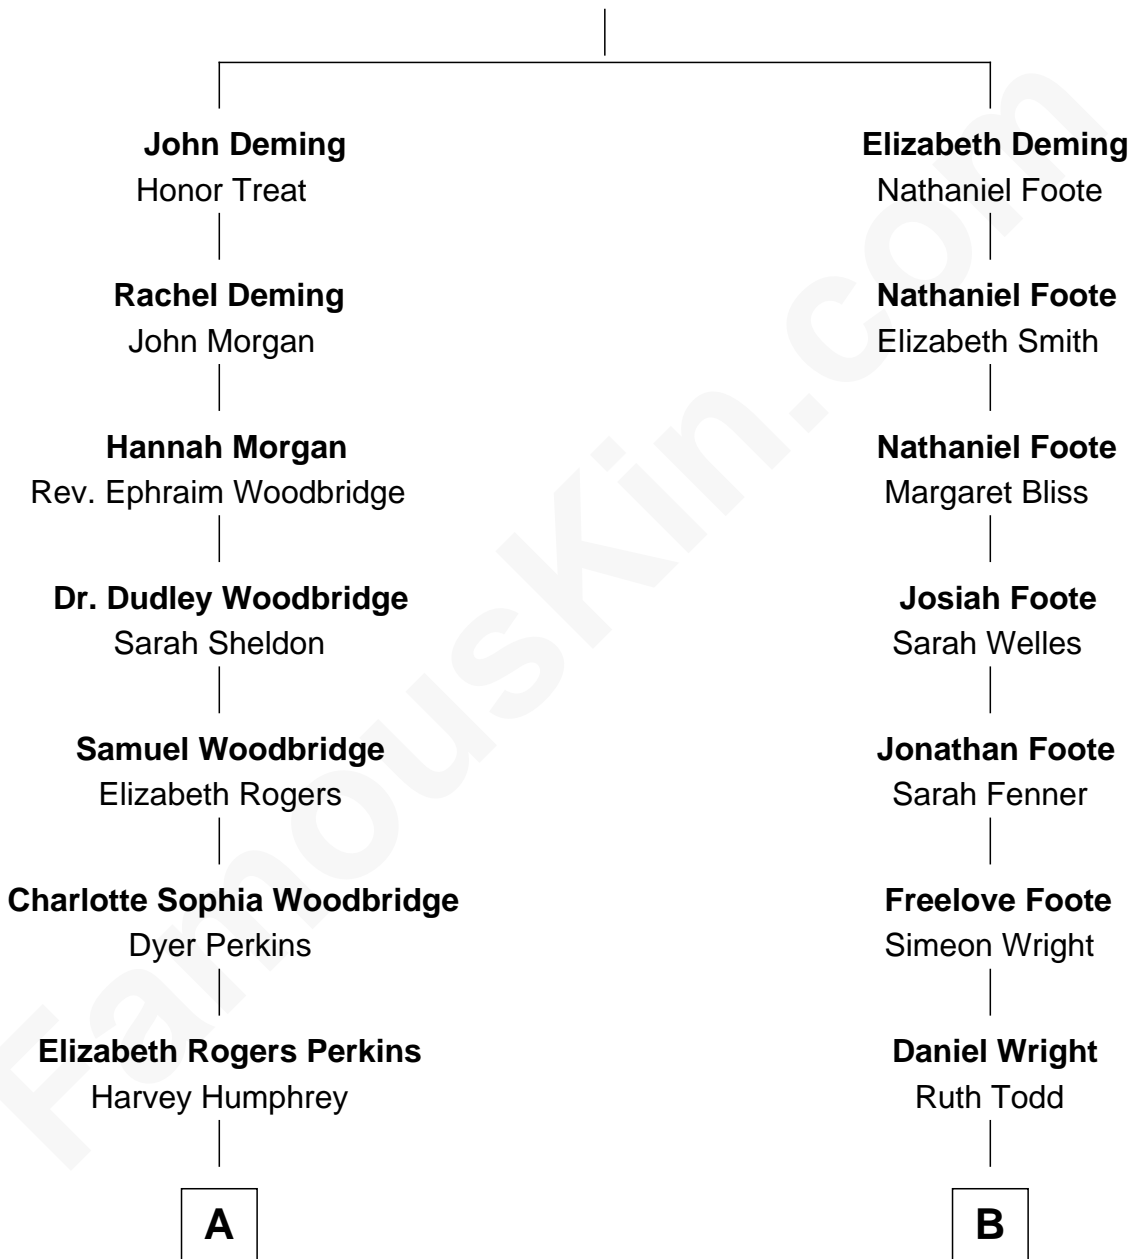 John Deming
Honor Treat
Elizabeth Deming
Nathaniel Foote
Rachel Deming
John Morgan
Nathaniel Foote
Elizabeth Smith
Hannah Morgan
Rev. Ephraim Woodbridge
Nathaniel Foote
Margaret Bliss
Dr. Dudley Woodbridge
Sarah Sheldon
Josiah Foote
Sarah Welles
Samuel Woodbridge
Elizabeth Rogers
Jonathan Foote
Sarah Fenner
Charlotte Sophia Woodbridge
Dyer Perkins
Freelove Foote
Simeon Wright
Elizabeth Rogers Perkins
Harvey Humphrey
Daniel Wright
Ruth Todd
A
B
FamousKin.com